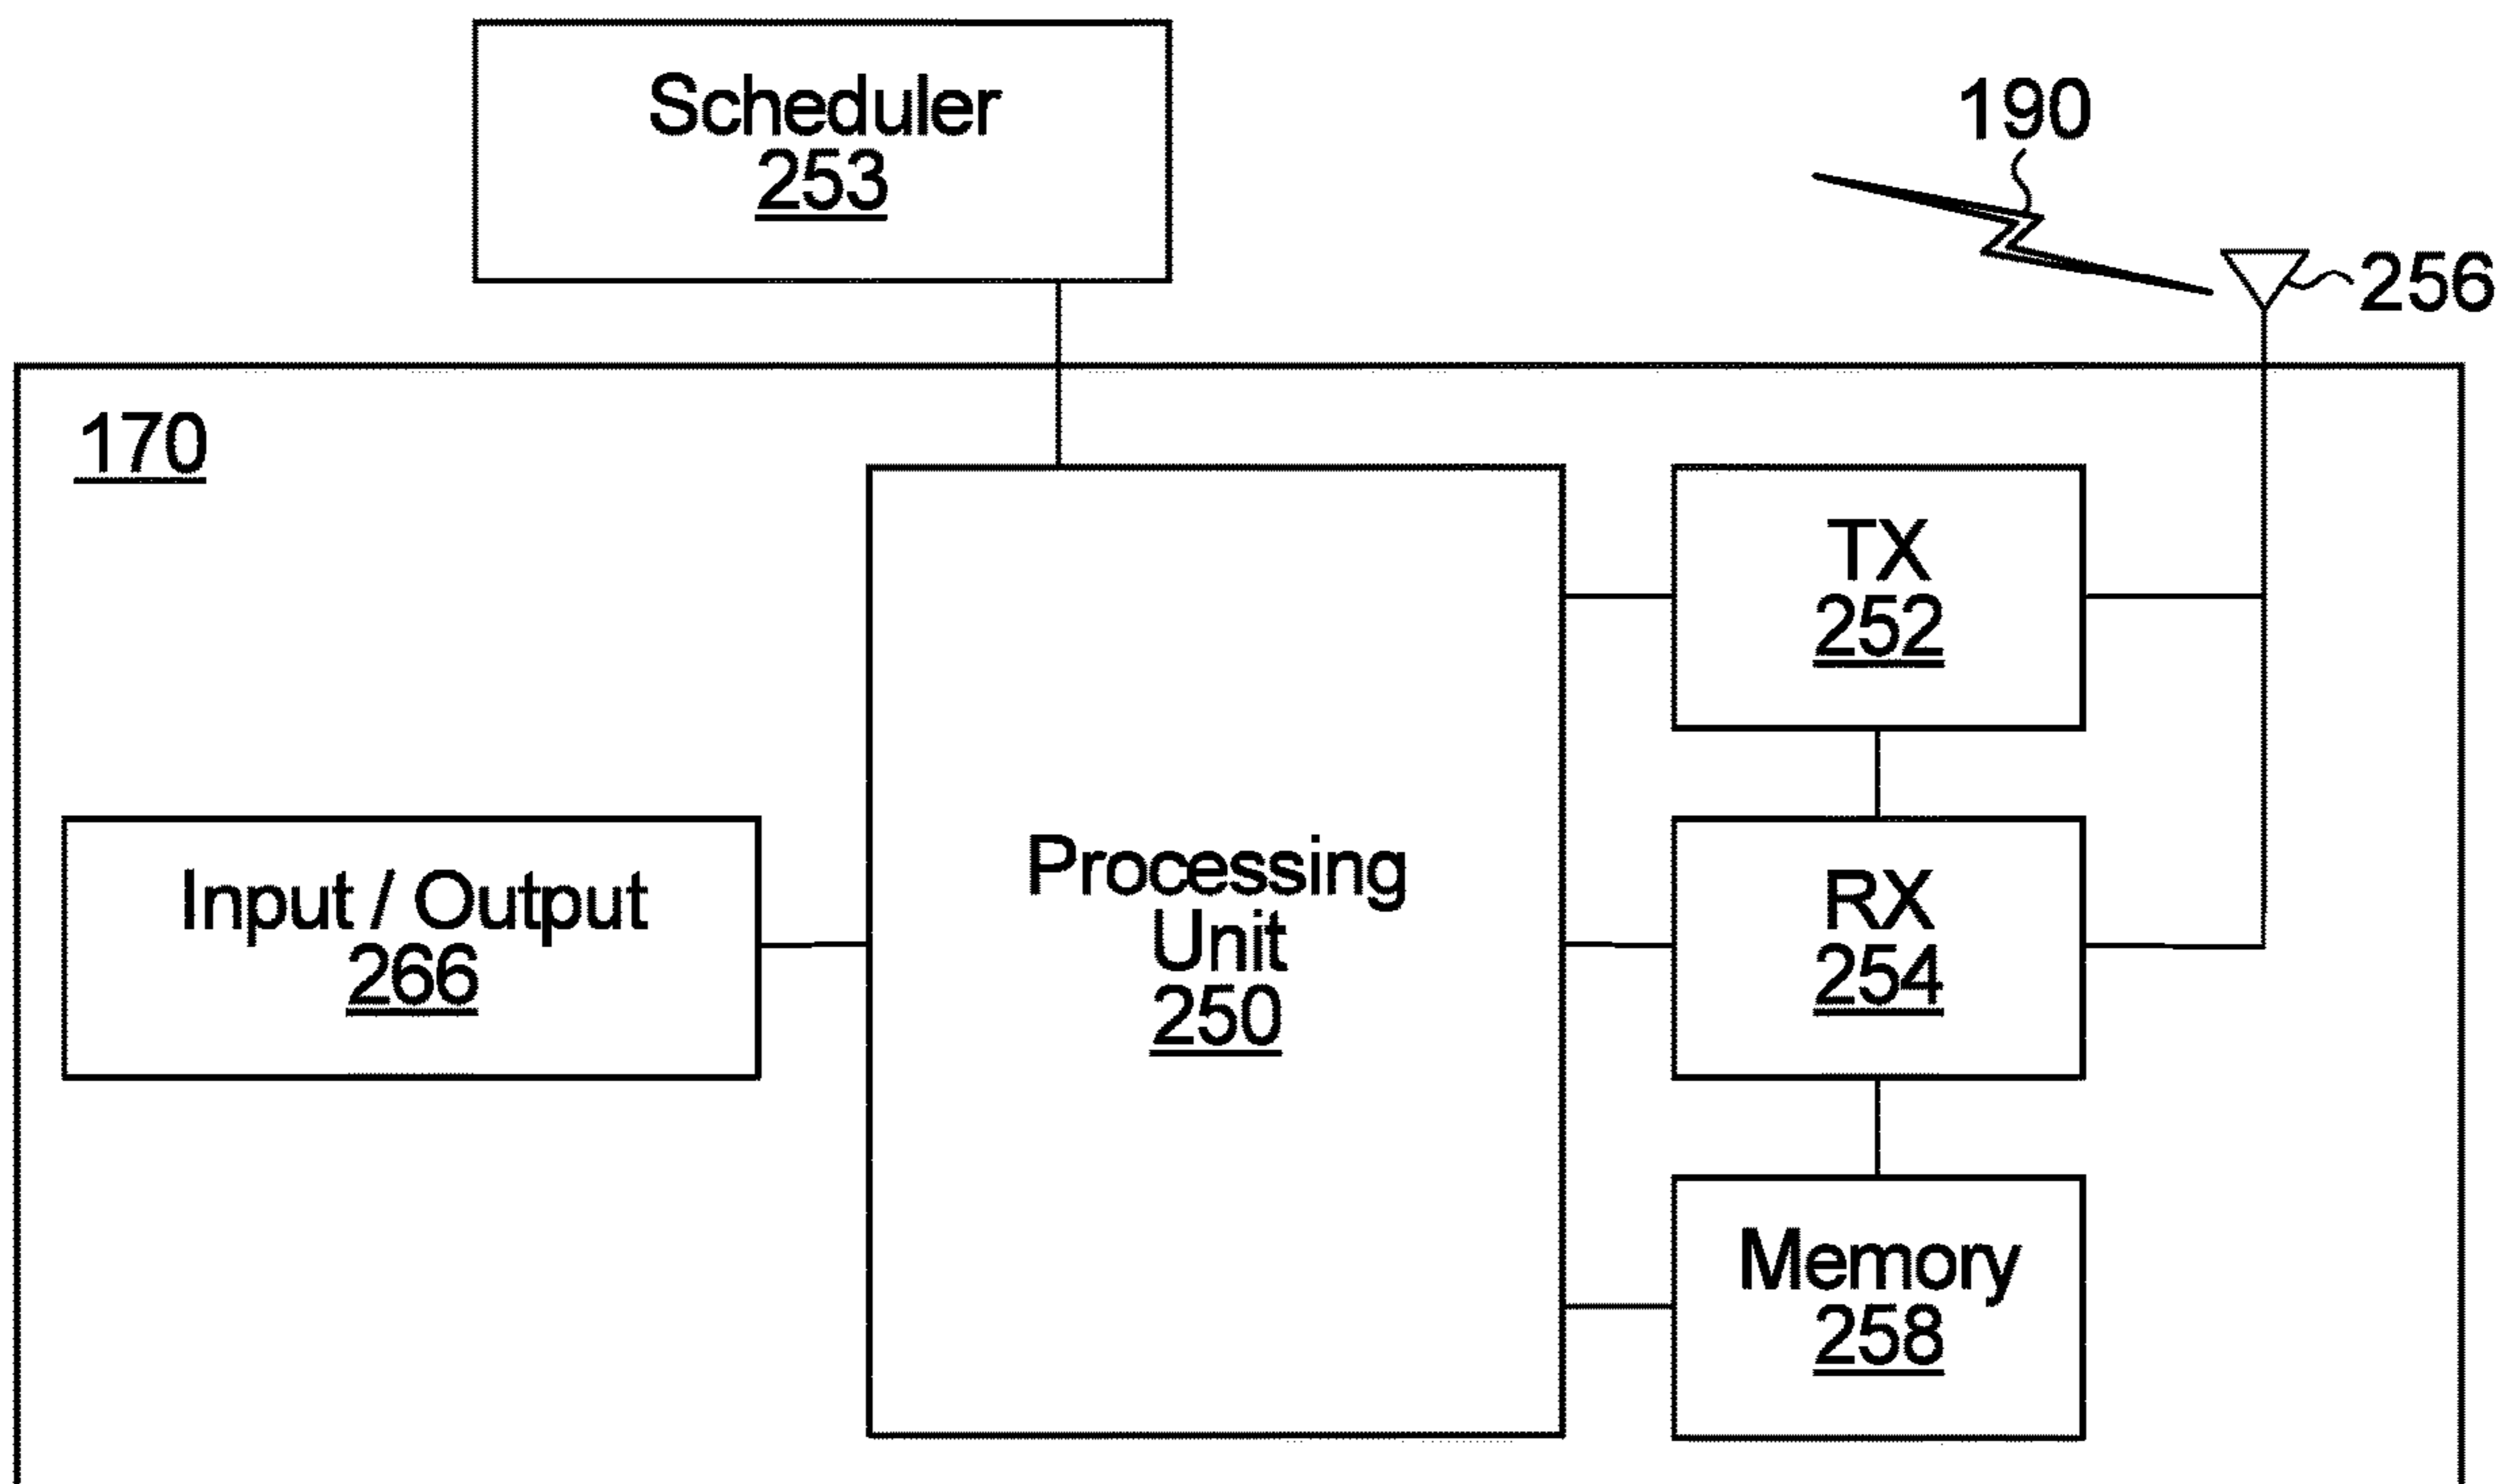 Scheduler
253
190
256
170
TX
252
Processing
Unit
250
Input / Output
266
RX
254
Memory
258